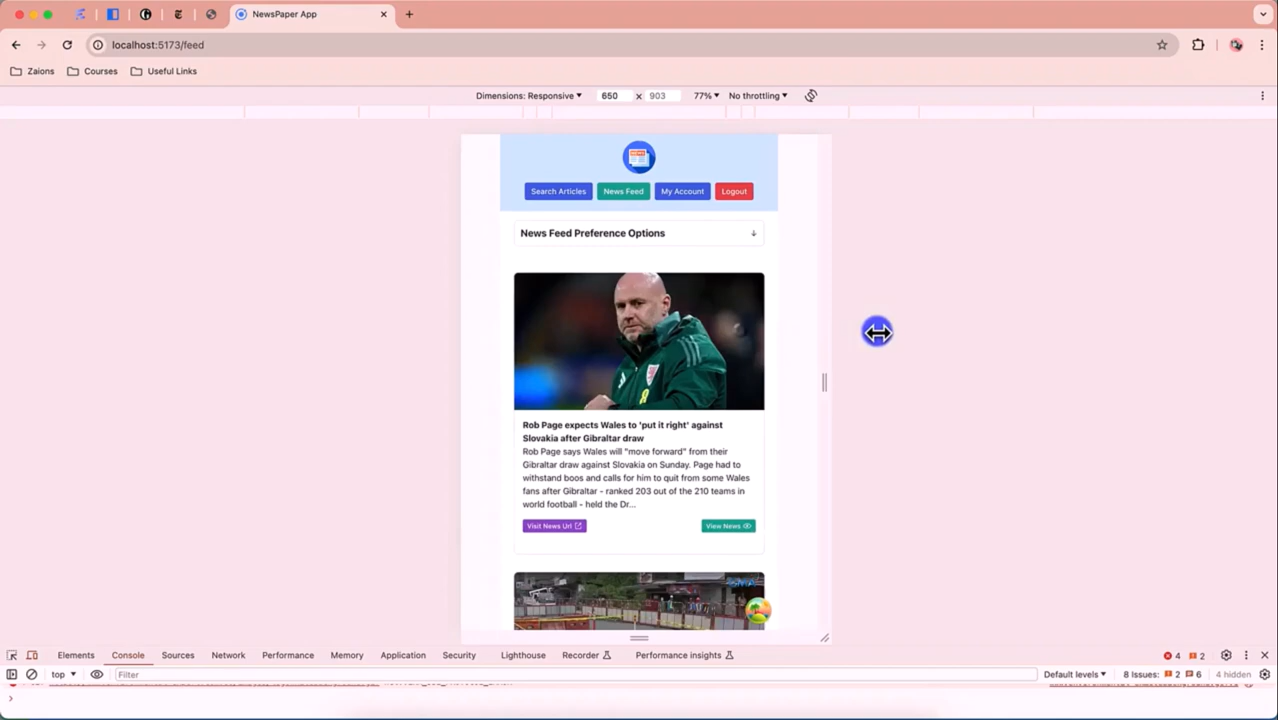 NewsPaper App
localhost:5173/feed
Zaions Courses Useful Links
Dimensions: Responsive 650 × 903 77% No throttling
Search Articles News Feed My Account Logout
News Feed Preference Options
Rob Page expects Wales to 'put it right' against
Slovakia after Gibraltar draw
Rob Page says Wales will "move forward" from their
Gibraltar draw against Slovakia on Sunday. Page had to
withstand boos and calls for him to quit from some Wales
fans after Gibraltar - ranked 203 out of the 210 teams in
world football - held the Dr...
Visit News Url View News
Elements Console Sources Network Performance Memory Application Security Lighthouse Recorder Performance insights 4 2
top Filter Default levels 8 Issues: 2 6 4 hidden